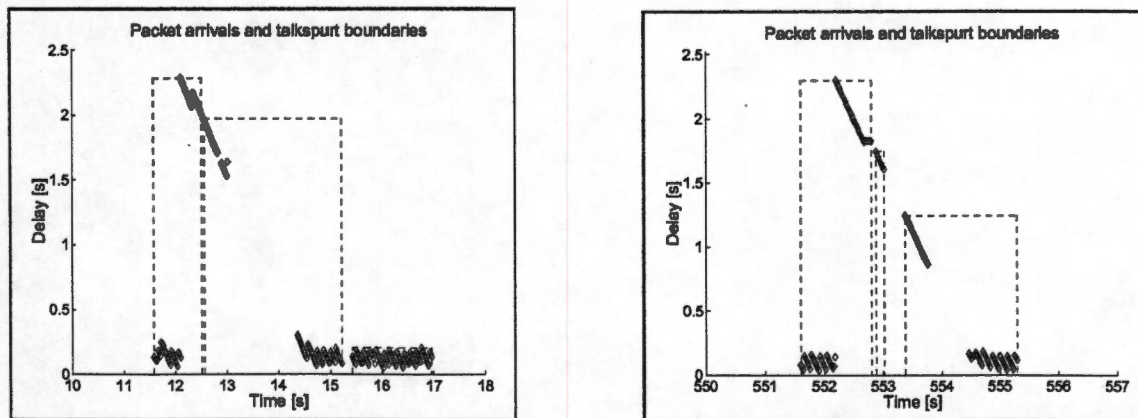 Packet arrivals and talkspurt boundaries
2.5
2
1.5
1
0.5
0
Delay [s]
10 11 12 13 14 15 16 17 18
Time [s]
Packet arrivals and talkspurt boundaries
2.5
2
1.5
1
0.5
0
Delay [s]
550 551 552 553 554 555 556 557
Time [s]